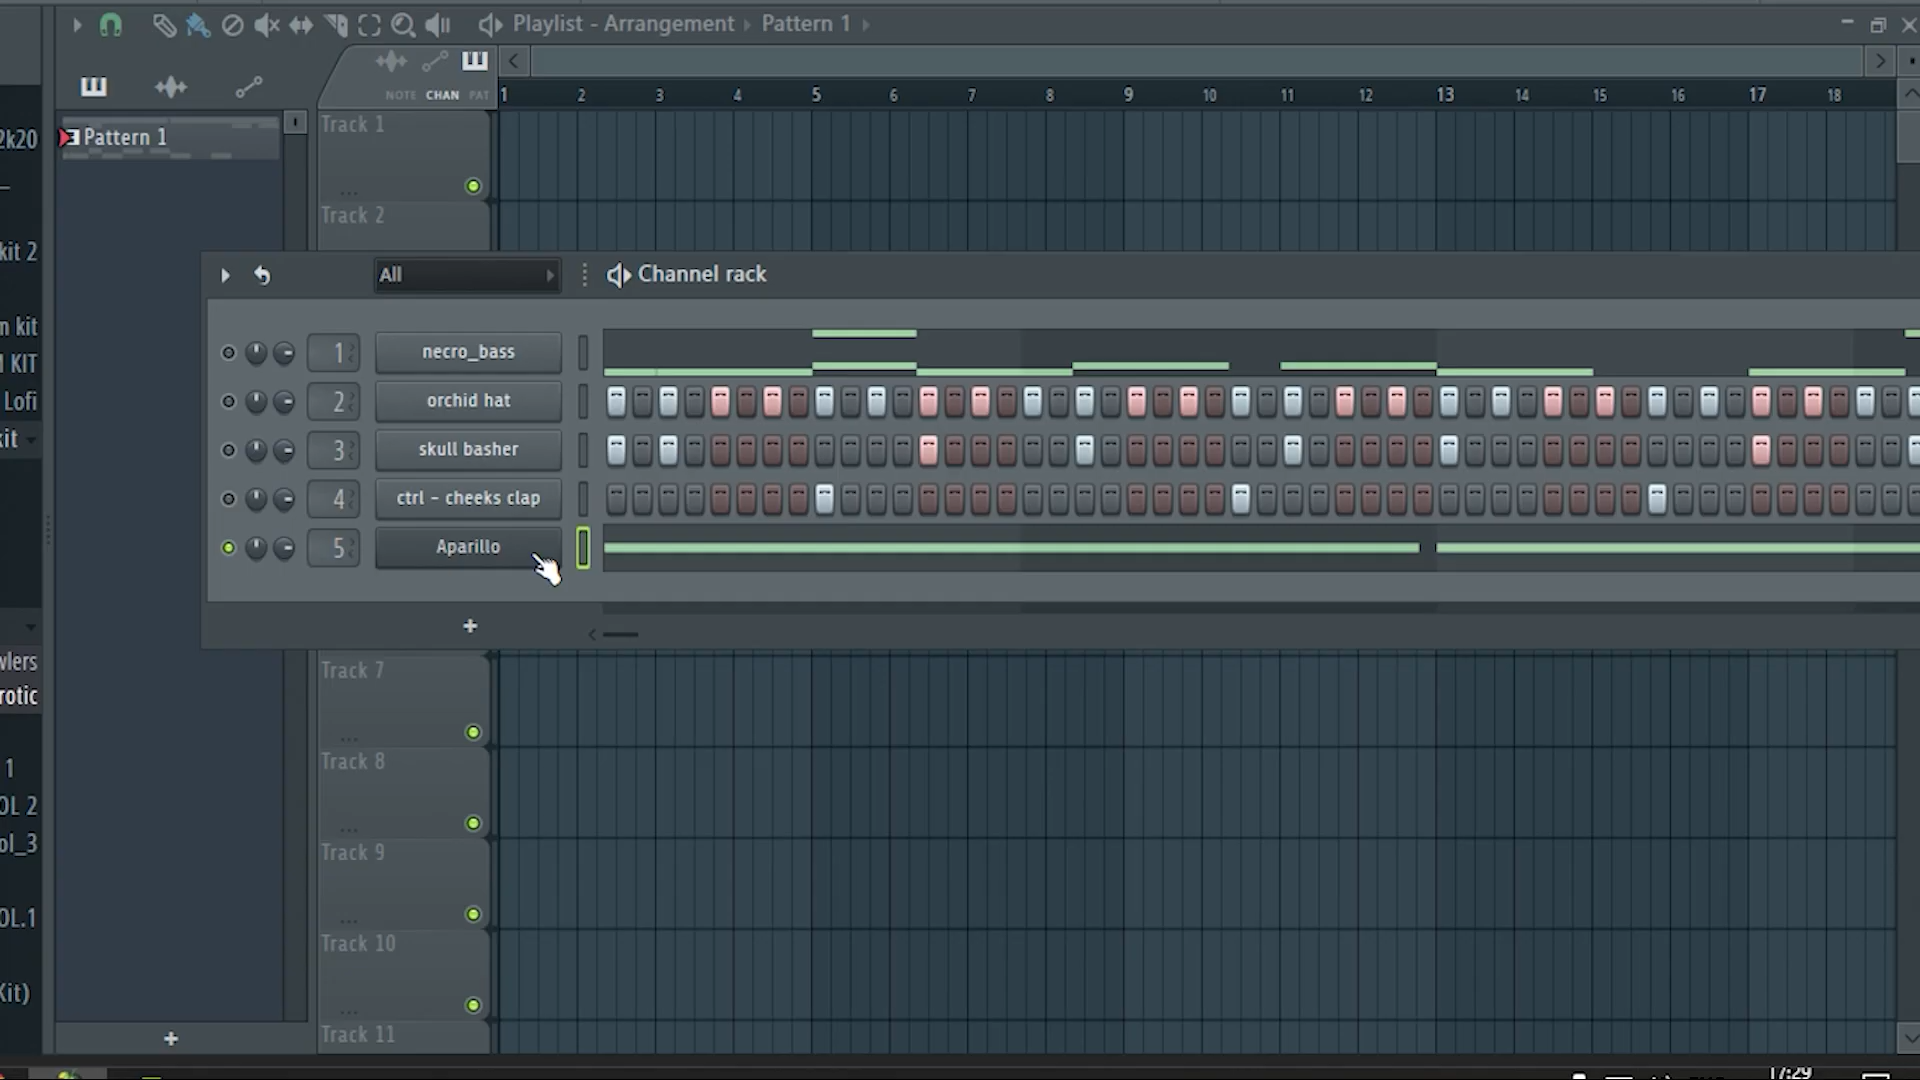 Playlist - Arrangement › Pattern 1 ›
NOTE CHAN PAT
1 2 3 4 5 6 7 8 9 10 11 12 13 14 15 16 17 18
2k20
Pattern 1
Track 1
Track 2
kit 2
All
Channel rack
m kit
1 necro_bass
KIT
2 orchid hat
Lofi
kit
3 skull basher
4 ctrl - cheeks clap
5 Aparillo
+
wlers
Track 7
rotic
Track 8
1
OL 2
ol_3
Track 9
OL.1
Track 10
Kit)
Track 11
+
17:29